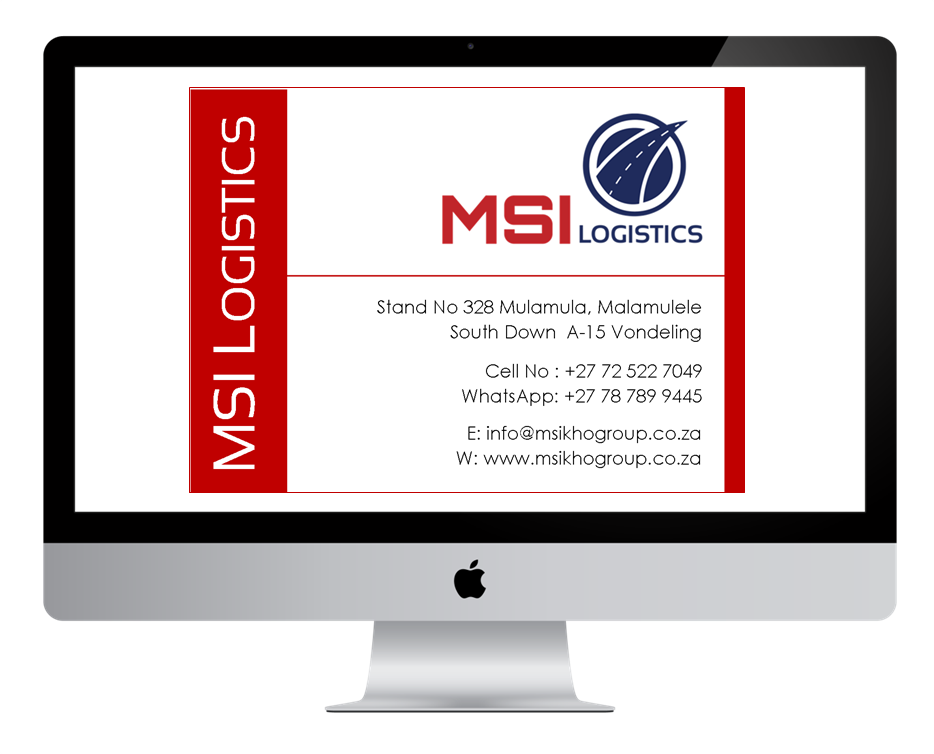 MSI LOGISTICS
MSI LOGISTICS
Stand No 328 Mulamula, Malamulele
South Down A-15 Vondeling
Cell No : +27 72 522 7049
WhatsApp: +27 78 789 9445
E: info@msikhogroup.co.za
W: www.msikhogroup.co.za